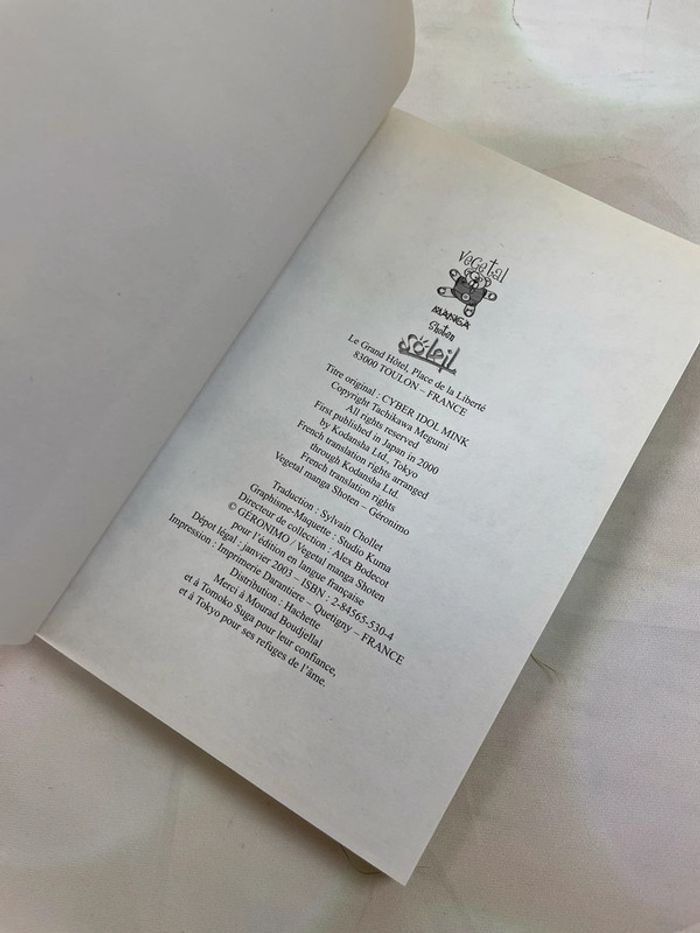 Vegetal
MANGA
Shoten
Soleil
Le Grand Hôtel, Place de la Liberté
83000 TOULON – FRANCE
Titre original : CYBER IDOL MINK
Copyright Tachikawa Megumi
All rights reserved
First published in Japan in 2000
by Kodansha Ltd., Tokyo
French translation rights arranged
through Kodansha Ltd.
French translation rights
Vegetal manga Shoten – Géronimo
Traduction : Sylvain Chollet
Graphisme-Maquette : Studio Kuma
Directeur de collection : Alex Bodecot
© GÉRONIMO / Vegetal manga Shoten
pour l'édition en langue française
Dépot légal : janvier 2003 – ISBN : 2-84565-530-4
Impression : Imprimerie Darantiere – Quetigny – FRANCE
Distribution : Hachette
Merci à Mourad Boudjellal
et à Tomoko Suga pour leur confiance,
et à Tokyo pour ses refuges de l'âme.